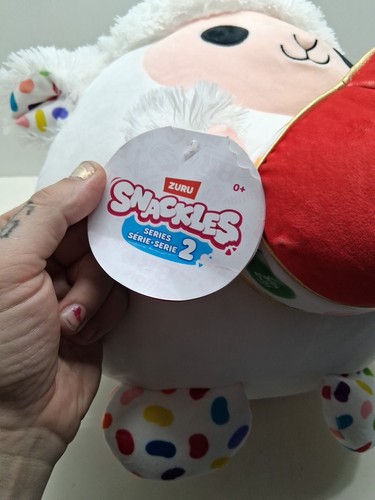 ZURU
0+
SNACKLES
SERIES
SÉRIE·SERIE 2